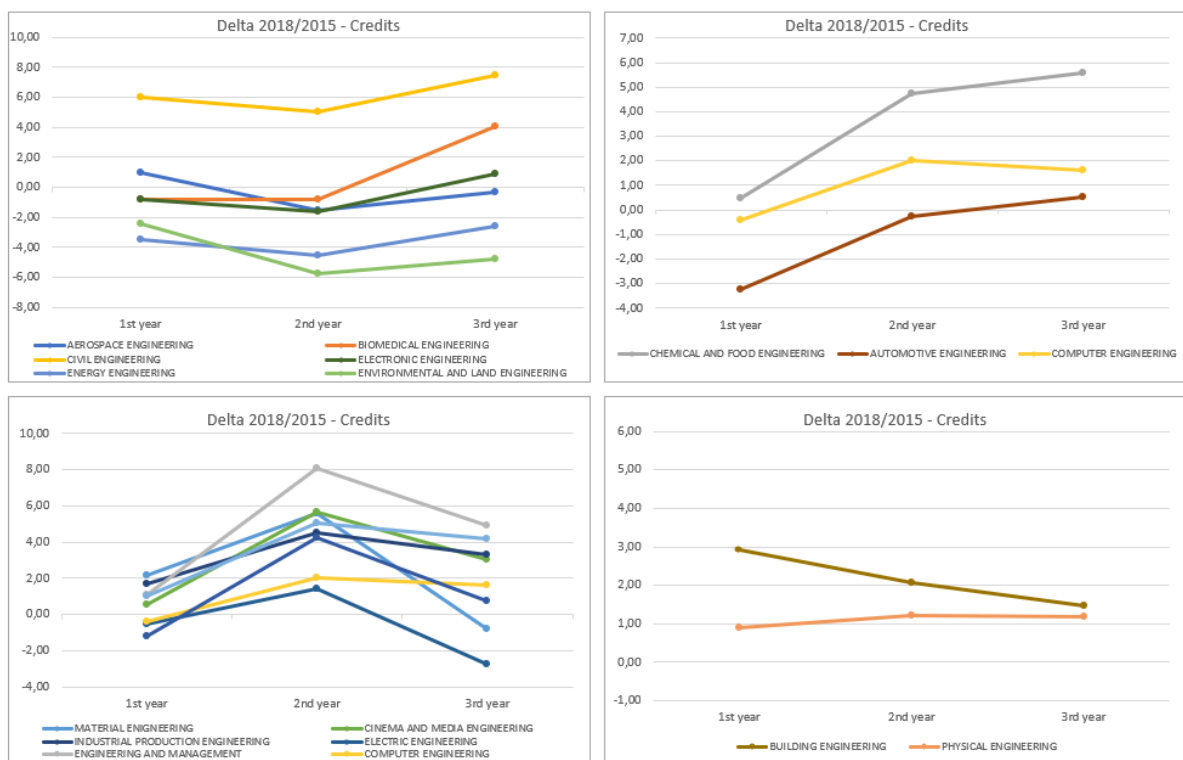 Delta 2018/2015 - Credits
10,00
8,00
6,00
4,00
2,00
0,00
-2,00
-4,00
-6,00
-8,00
1st year 2nd year 3rd year
AEROSPACE ENGINEERING BIOMEDICAL ENGINEERING
CIVIL ENGINEERING ELECTRONIC ENGINEERING
ENERGY ENGINEERING ENVIRONMENTAL AND LAND ENGINEERING
Delta 2018/2015 - Credits
7,00
6,00
5,00
4,00
3,00
2,00
1,00
0,00
-1,00
-2,00
-3,00
-4,00
1st year 2nd year 3rd year
CHEMICAL AND FOOD ENGINEERING AUTOMOTIVE ENGINEERING COMPUTER ENGINEERING
Delta 2018/2015 - Credits
10,00
8,00
6,00
4,00
2,00
0,00
-2,00
-4,00
1st year 2nd year 3rd year
MATERIAL ENIGNEERING CINEMA AND MEDIA ENGINEERING
INDUSTRIAL PRODUCTION ENGINEERING ELECTRIC ENGINEERING
ENGINEERING AND MANAGEMENT COMPUTER ENGINEERING
Delta 2018/2015 - Credits
6,00
5,00
4,00
3,00
2,00
1,00
0,00
-1,00
1st year 2nd year 3rd year
BUILDING ENGINEERING PHYSICAL ENGINEERING